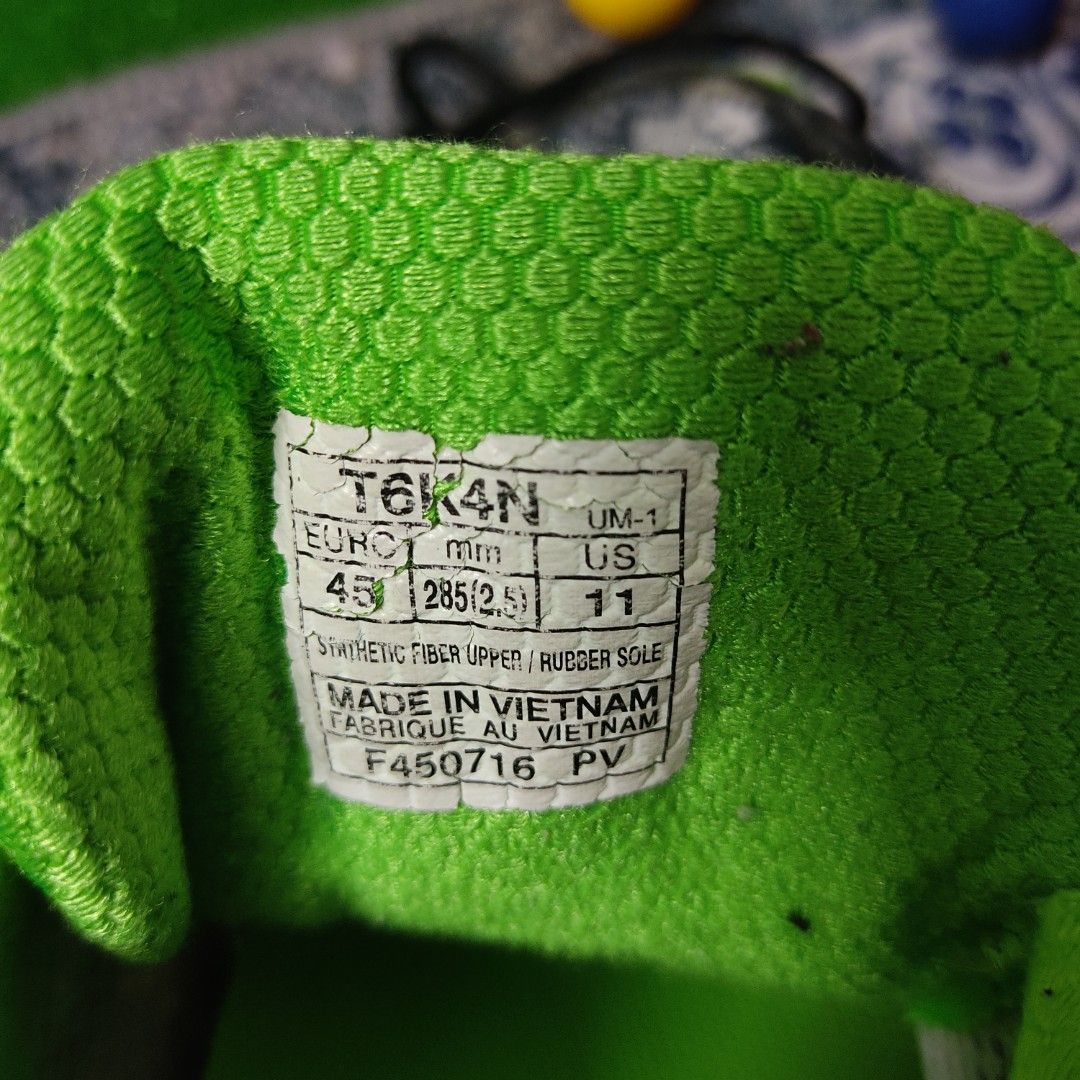 T6K4N UM-1
EURO mm US
45 285(2.5) 11
SYNTHETIC FIBER UPPER / RUBBER SOLE
MADE IN VIETNAM
FABRIQUE AU VIETNAM
F450716 PV